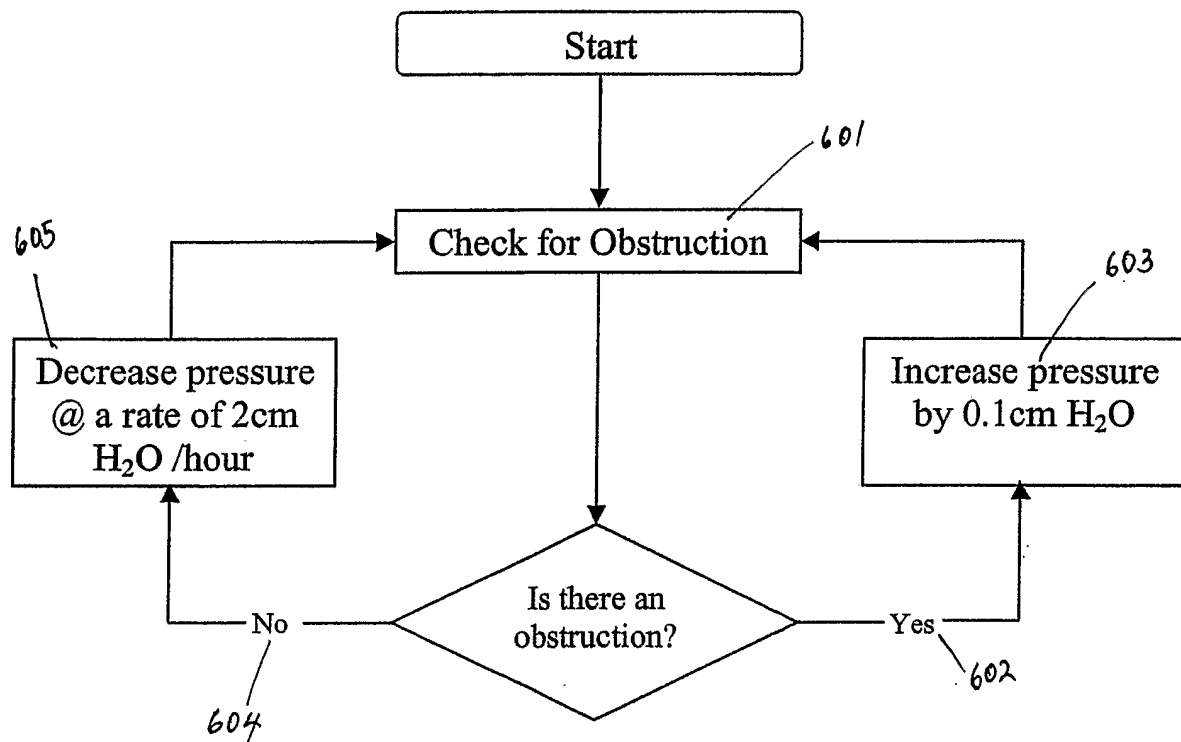 Start
601
Check for Obstruction
605
603
Decrease pressure
@ a rate of 2cm
H₂O /hour
Increase pressure
by 0.1cm H₂O
Is there an
obstruction?
No
Yes
602
604